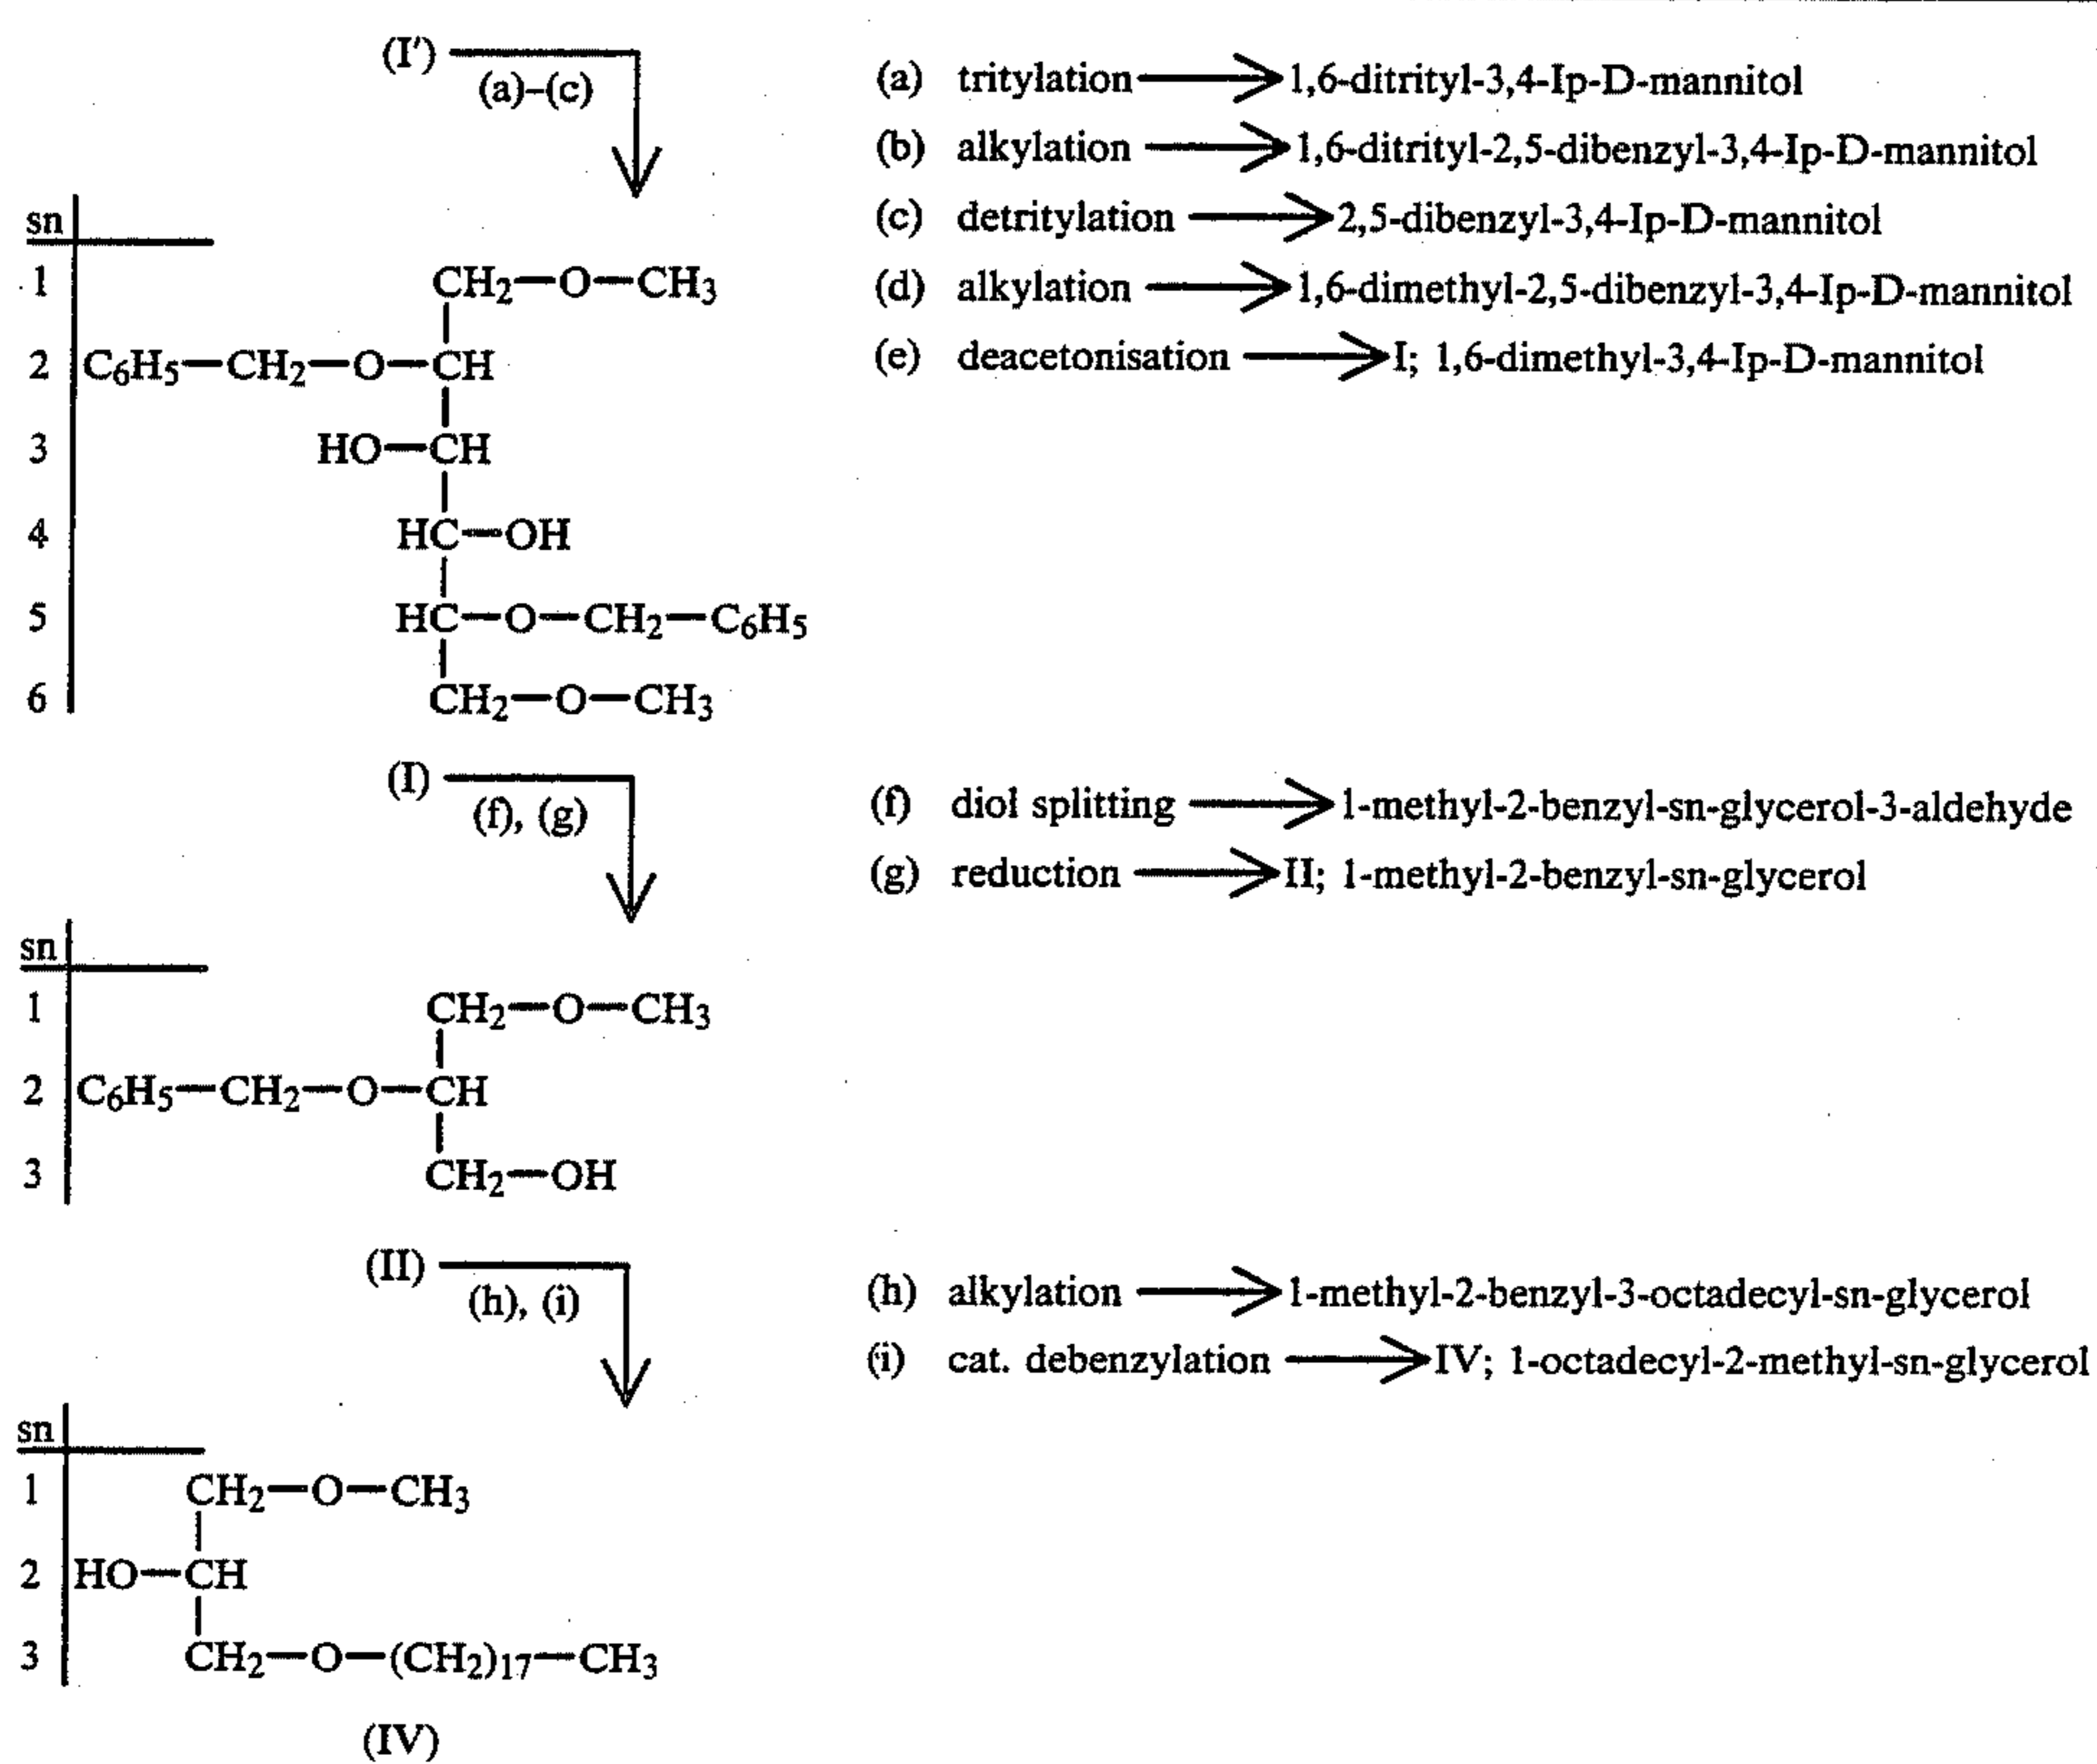 (I′)
(a)–(c)
(a) tritylation ⟶ 1,6-ditrityl-3,4-Ip-D-mannitol
(b) alkylation ⟶ 1,6-ditrityl-2,5-dibenzyl-3,4-Ip-D-mannitol
(c) detritylation ⟶ 2,5-dibenzyl-3,4-Ip-D-mannitol
(d) alkylation ⟶ 1,6-dimethyl-2,5-dibenzyl-3,4-Ip-D-mannitol
(e) deacetonisation ⟶ I; 1,6-dimethyl-3,4-Ip-D-mannitol
sn
1 CH₂—O—CH₃
2 C₆H₅—CH₂—O—CH
3 HO—CH
4 HC—OH
5 HC—O—CH₂—C₆H₅
6 CH₂—O—CH₃
(I)
(f), (g)
(f) diol splitting ⟶ 1-methyl-2-benzyl-sn-glycerol-3-aldehyde
(g) reduction ⟶ II; 1-methyl-2-benzyl-sn-glycerol
sn
1 CH₂—O—CH₃
2 C₆H₅—CH₂—O—CH
3 CH₂—OH
(II)
(h), (i)
(h) alkylation ⟶ 1-methyl-2-benzyl-3-octadecyl-sn-glycerol
(i) cat. debenzylation ⟶ IV; 1-octadecyl-2-methyl-sn-glycerol
sn
1 CH₂—O—CH₃
2 HO—CH
3 CH₂—O—(CH₂)₁₇—CH₃
(IV)